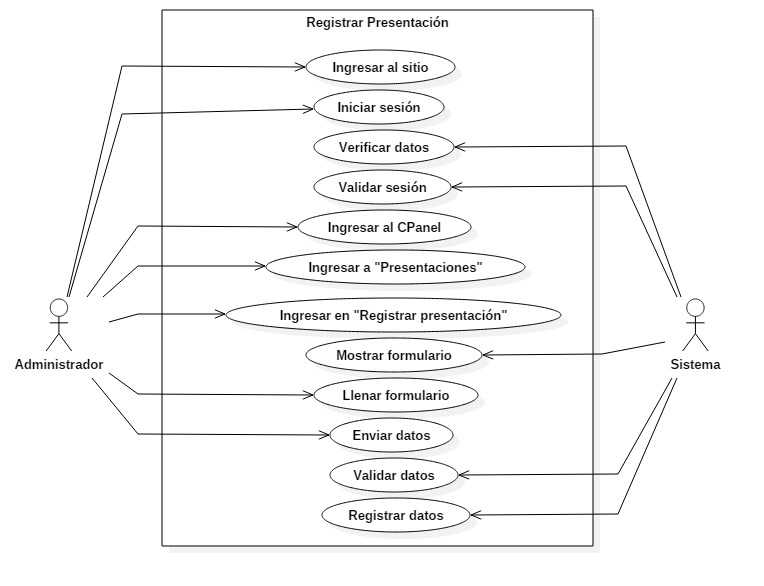 Registrar Presentación
Ingresar al sitio
Iniciar sesión
Verificar datos
Validar sesión
Ingresar al CPanel
Ingresar a "Presentaciones"
Ingresar en "Registrar presentación"
Mostrar formulario
Administrador
Sistema
Llenar formulario
Enviar datos
Validar datos
Registrar datos